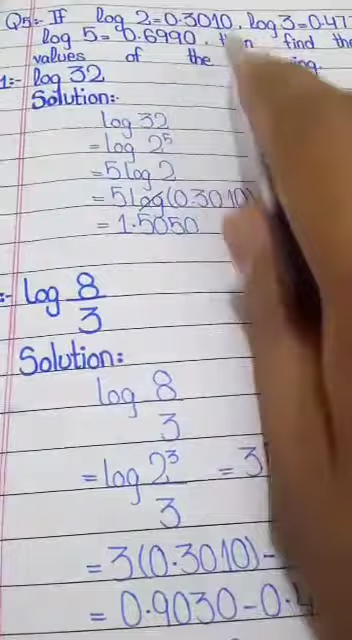 Q5:- If log 2=0.3010, log 3=0.47
log 5= 0.6990. find the
values of the
1:- log 32
Solution:-
log 32
= log 2⁵
= 5 log 2
= 5 (0.3010)
= 1.5050
:- log 8/3
Solution:
log 8/3
= log 2³/3 = 3
= 3(0.3010) -
= 0.9030 - 0.4